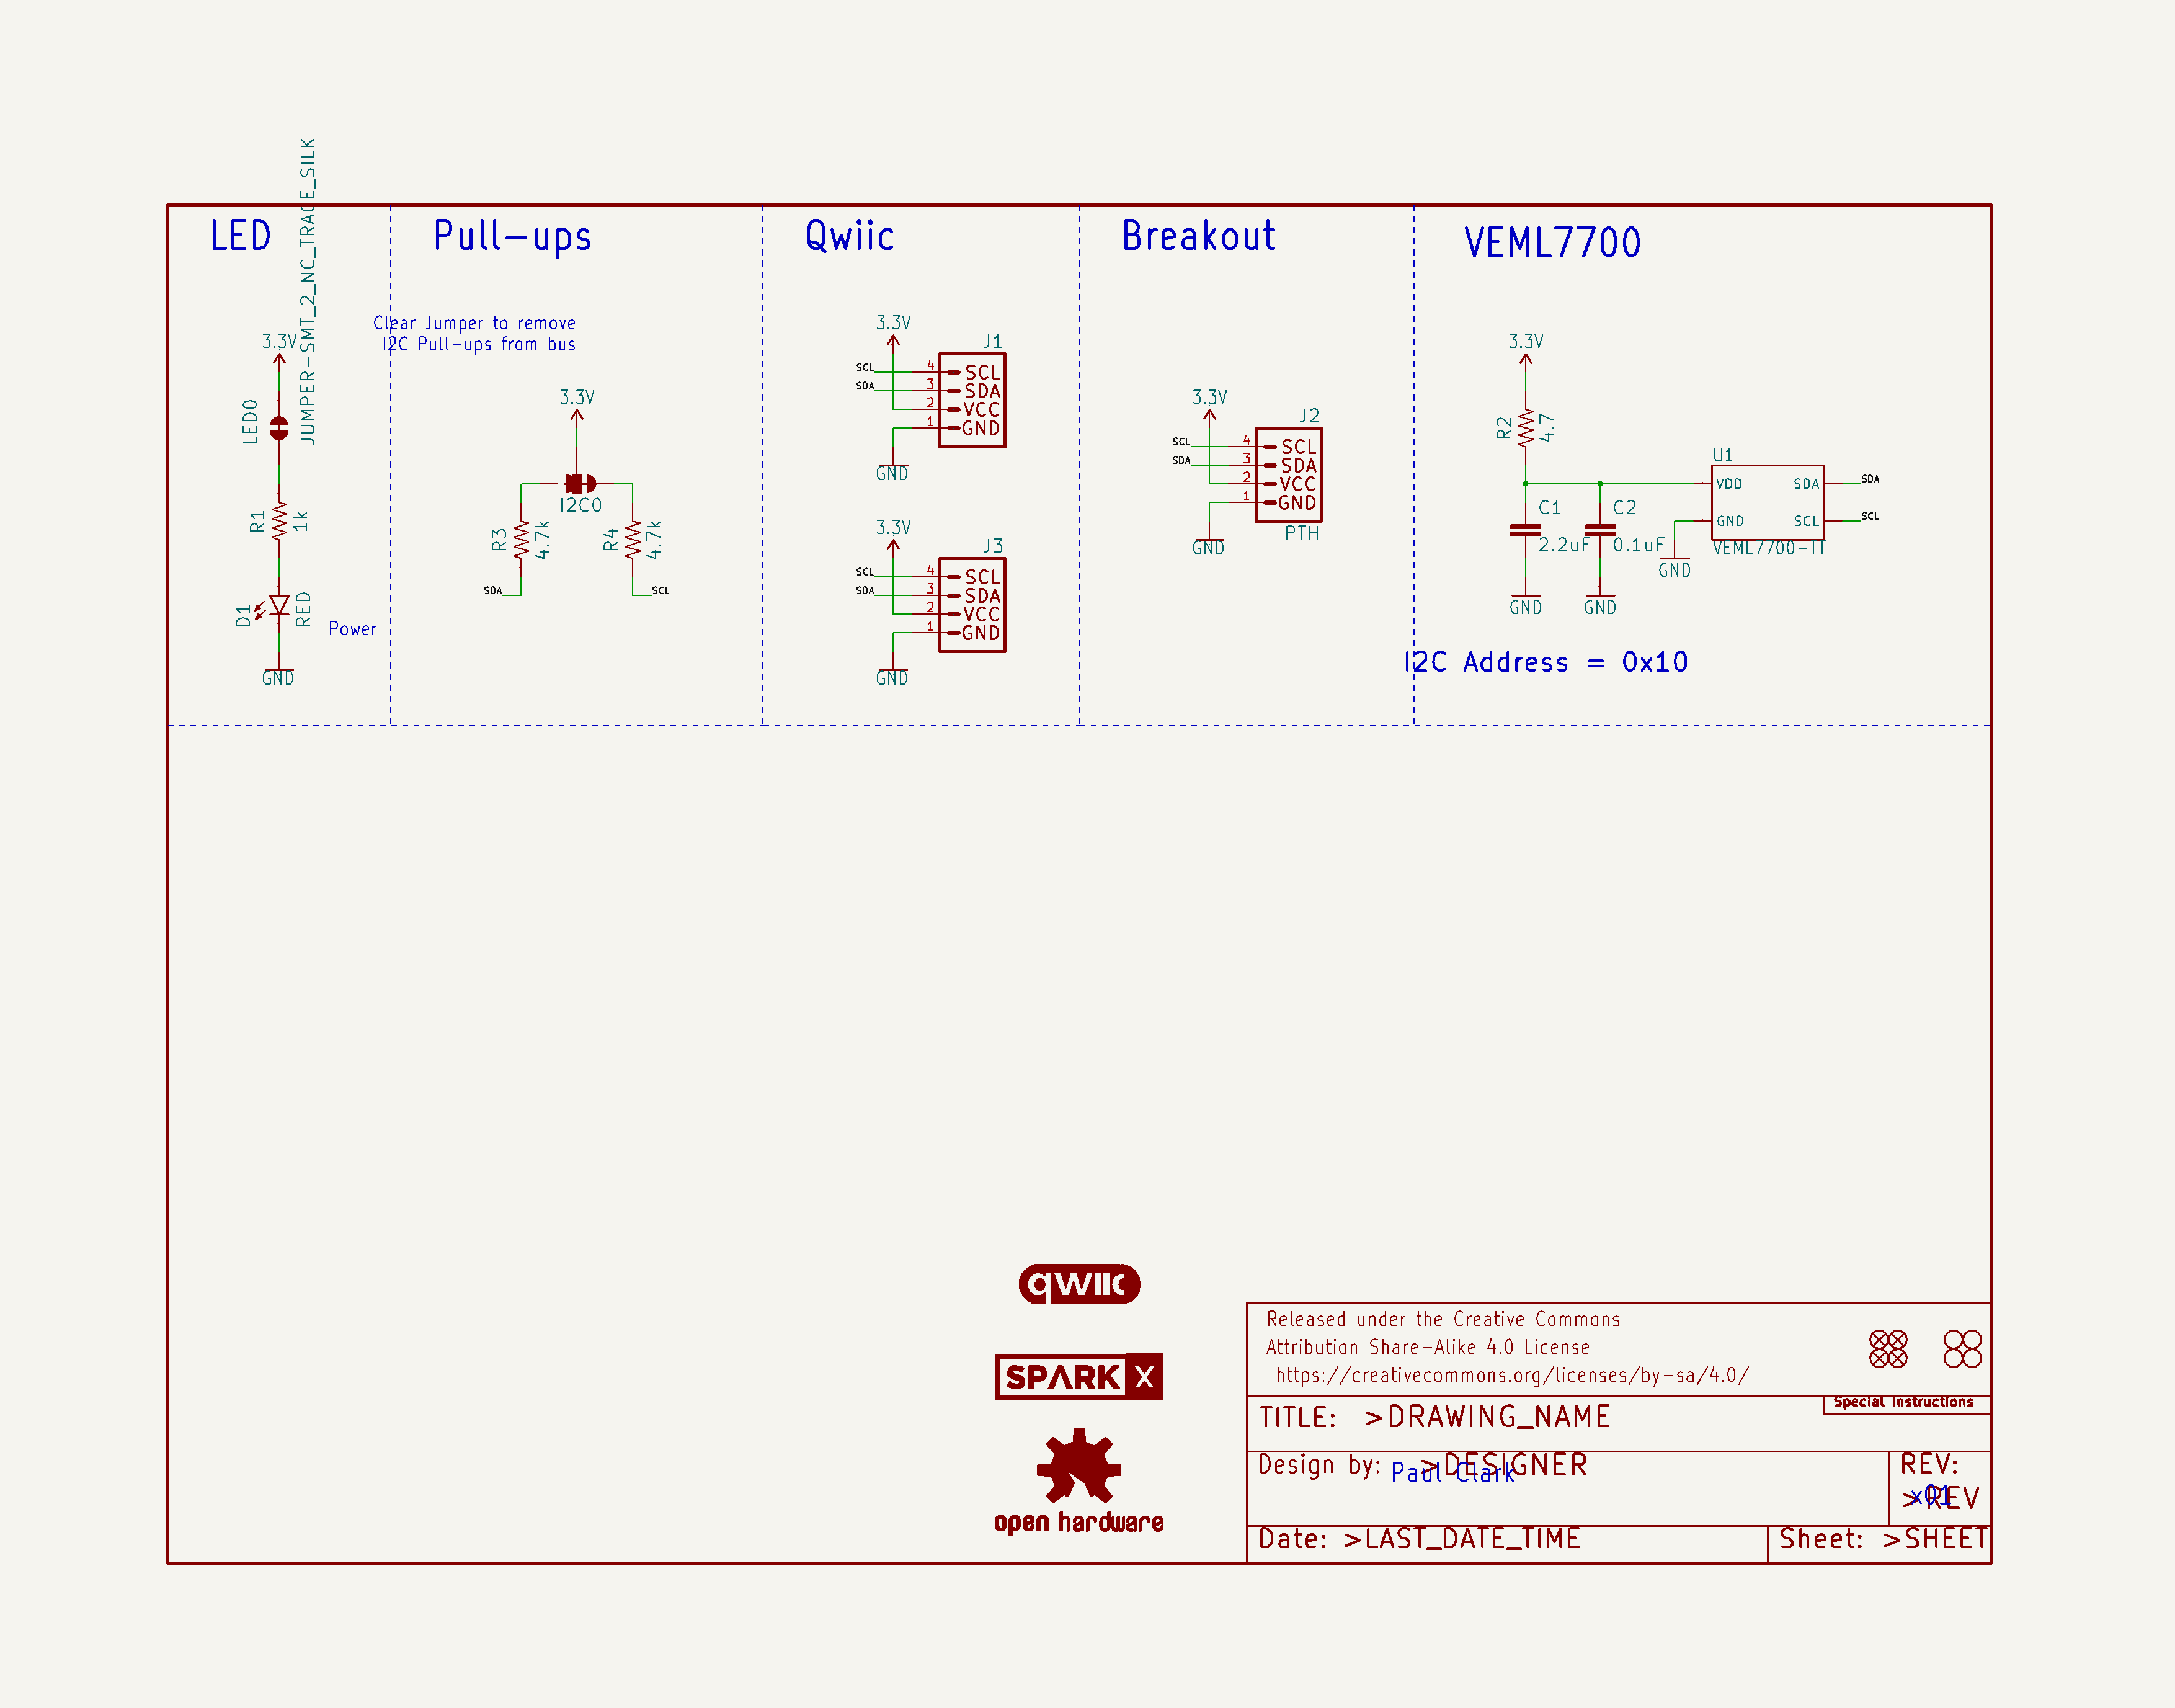 LED
Pull-ups
Qwiic
Breakout
VEML7700
JUMPER-SMT_2_NC_TRACE_SILK
3.3V
LED0
R1
1k
D1
RED
Power
GND
Clear Jumper to remove
I2C Pull-ups from bus
3.3V
I2C0
R3
4.7k
R4
4.7k
SDA
SCL
3.3V
J1
SCL
SDA
4 SCL
3 SDA
2 VCC
1 GND
GND
3.3V
J3
SCL
SDA
4 SCL
3 SDA
2 VCC
1 GND
GND
3.3V
J2
SCL
SDA
4 SCL
3 SDA
2 VCC
1 GND
PTH
GND
3.3V
R2
4.7
U1
VDD SDA
GND SCL
SDA
SCL
VEML7700-TT
C1
2.2uF
C2
0.1uF
GND
GND
GND
I2C Address = 0x10
qwiic
SPARK X
open hardware
Released under the Creative Commons
Attribution Share-Alike 4.0 License
https://creativecommons.org/licenses/by-sa/4.0/
Special Instructions
TITLE: >DRAWING_NAME
Design by: >DESIGNER
Paul Clark
REV:
>REV
x01
Date: >LAST_DATE_TIME
Sheet: >SHEET